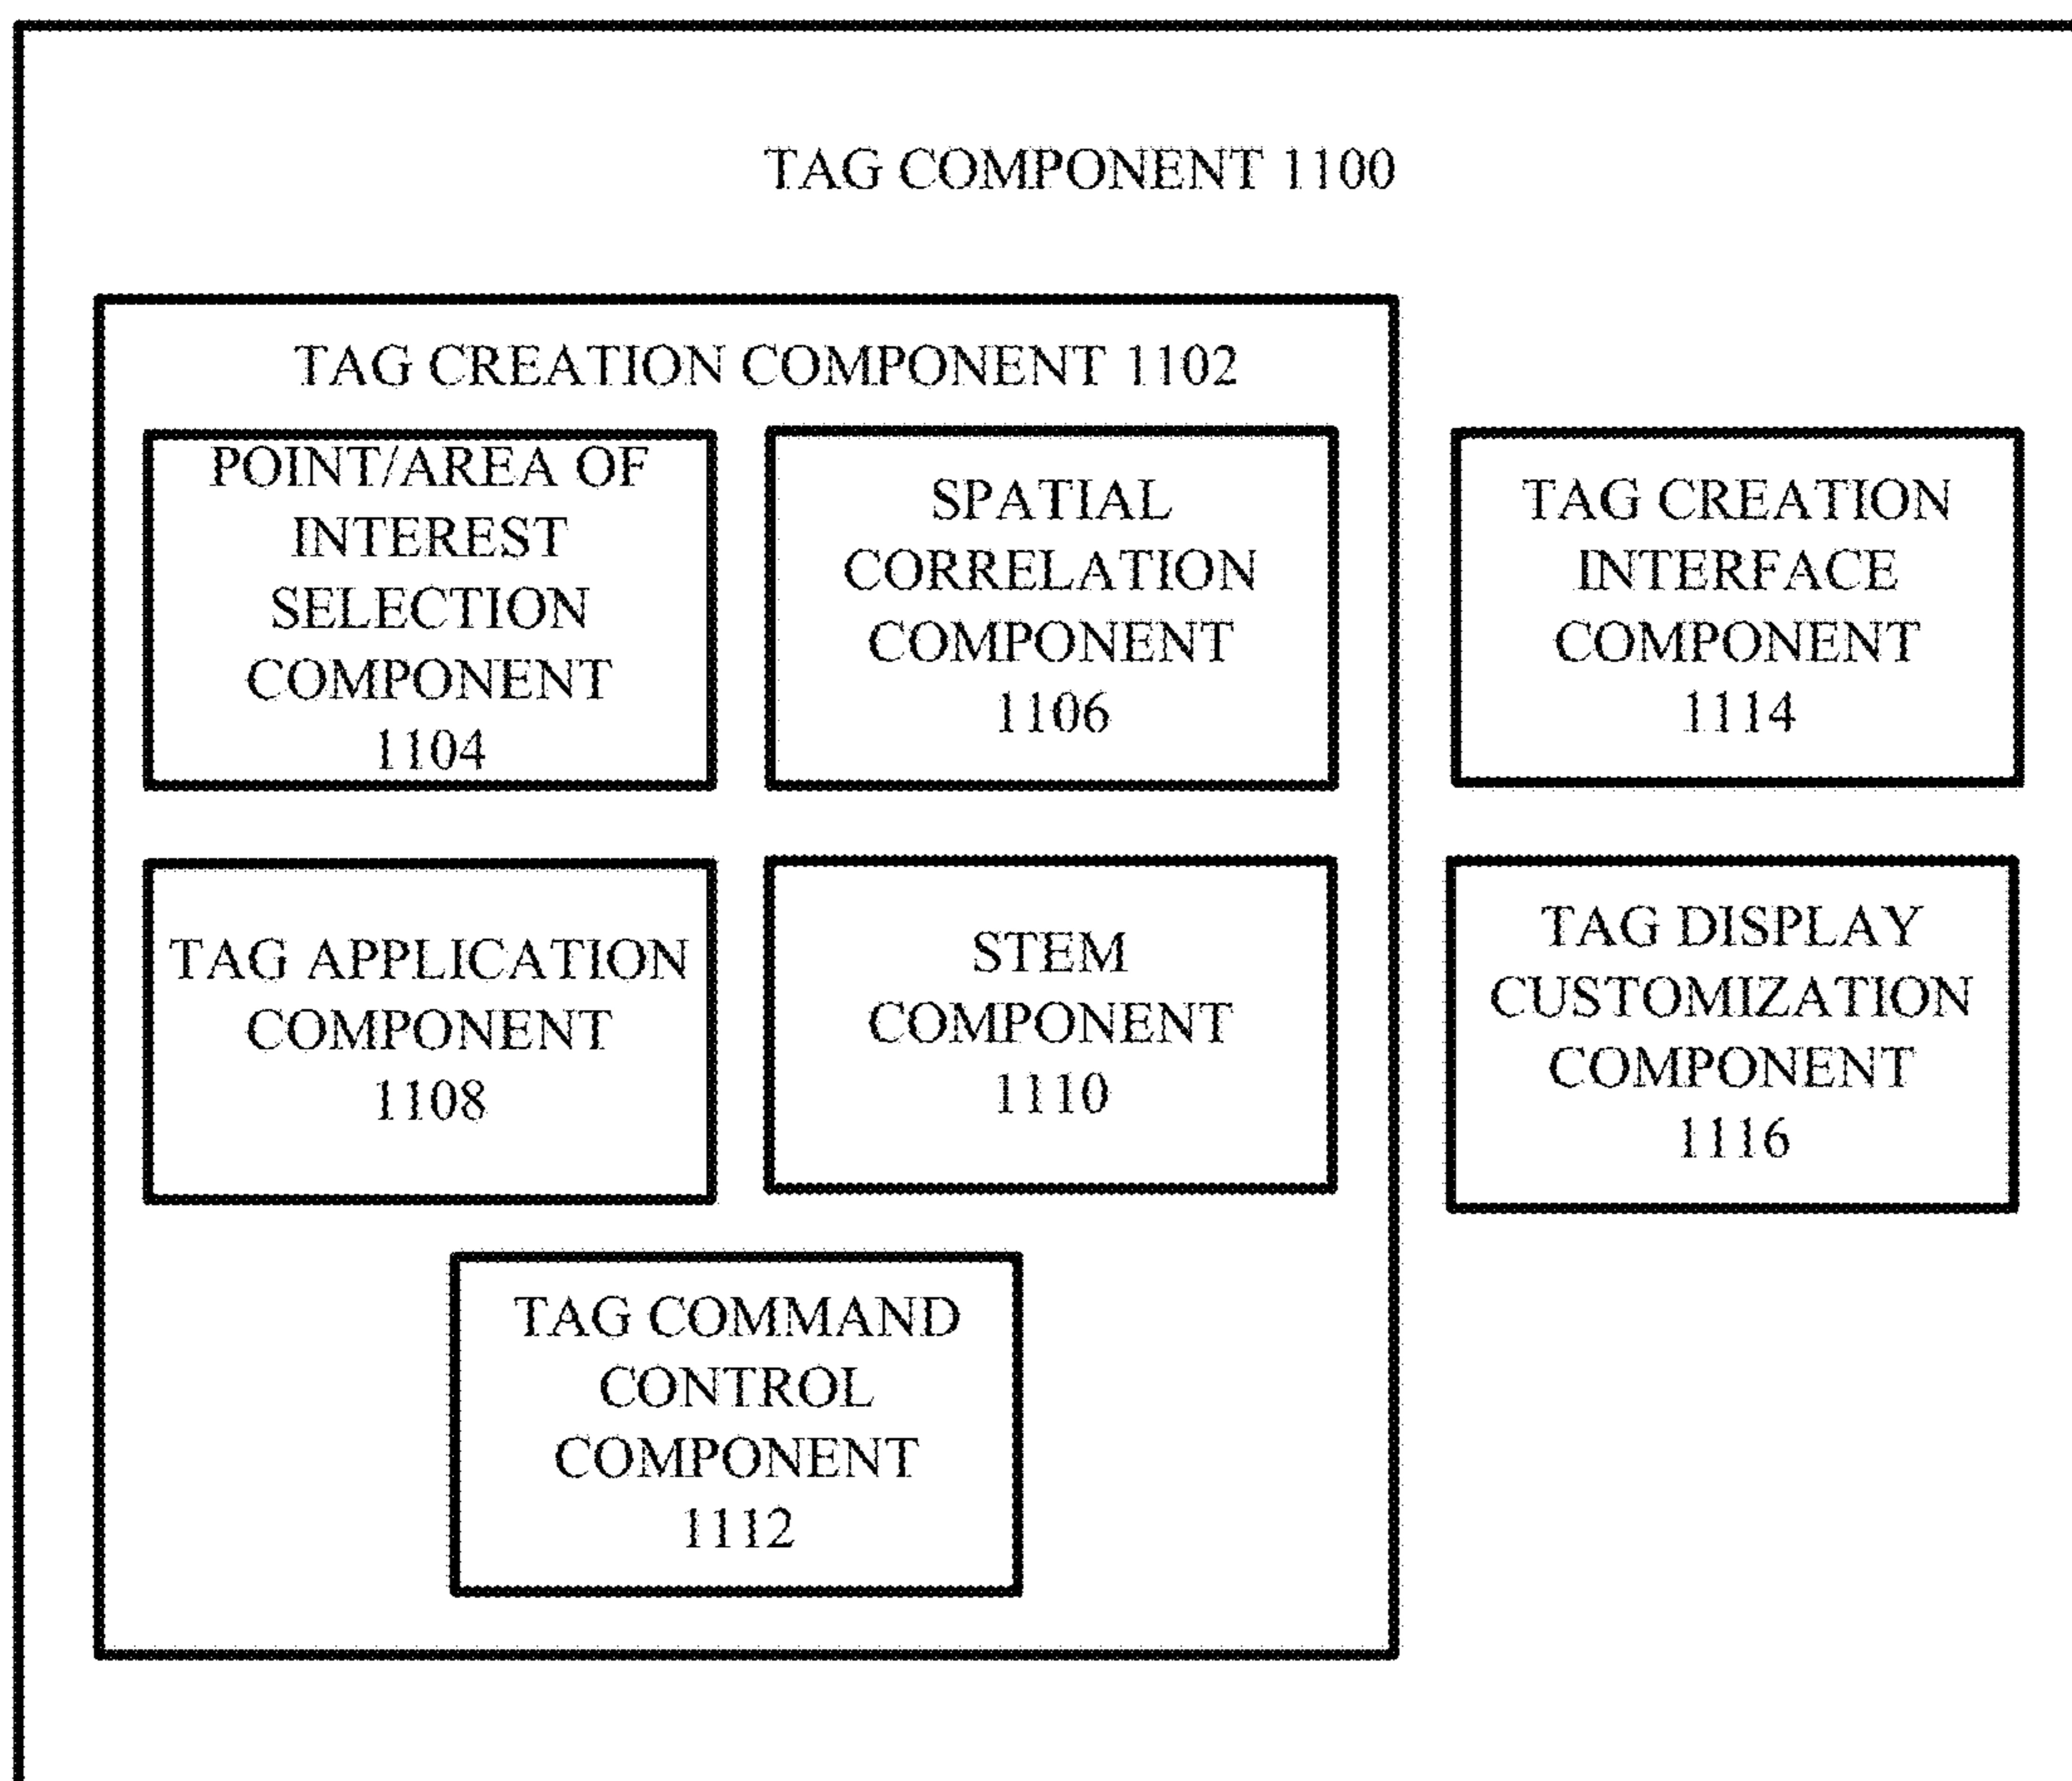 TAG COMPONENT 1100
TAG CREATION COMPONENT 1102
POINT/AREA OF
INTEREST
SELECTION
COMPONENT
1104
SPATIAL
CORRELATION
COMPONENT
1106
TAG CREATION
INTERFACE
COMPONENT
1114
TAG APPLICATION
COMPONENT
1108
STEM
COMPONENT
1110
TAG DISPLAY
CUSTOMIZATION
COMPONENT
1116
TAG COMMAND
CONTROL
COMPONENT
1112